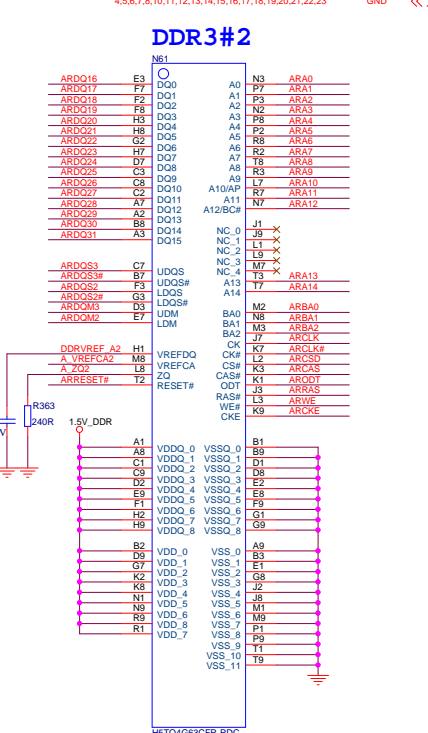 4,5,6,7,8,10,11,12,13,14,15,16,17,18,19,20,21,22,23 GND
DDR3#2
N61
ARDQ16 E3 DQ0 A0 N3 ARA0
ARDQ17 F7 DQ1 A1 P7 ARA1
ARDQ18 F2 DQ2 A2 P3 ARA2
ARDQ19 F8 DQ3 A3 N2 ARA3
ARDQ20 H3 DQ4 A4 P8 ARA4
ARDQ21 H8 DQ5 A5 P2 ARA5
ARDQ22 G2 DQ6 A6 R8 ARA6
ARDQ23 H7 DQ7 A7 R2 ARA7
ARDQ24 D7 DQ8 A8 T8 ARA8
ARDQ25 C3 DQ9 A9 R3 ARA9
ARDQ26 C8 DQ10 A10/AP L7 ARA10
ARDQ27 C2 DQ11 A11 R7 ARA11
ARDQ28 A7 DQ12 A12/BC# N7 ARA12
ARDQ29 A2 DQ13
ARDQ30 B8 DQ14 NC_0 J1
ARDQ31 A3 DQ15 NC_1 J9
NC_2 L1
NC_3 L9
NC_4 M7
ARDQS3 C7 UDQS A13 T3 ARA13
ARDQS3# B7 UDQS# A14 T7 ARA14
ARDQS2 F3 LDQS
ARDQS2# G3 LDQS#
ARDQM3 D3 UDM BA0 M2 ARBA0
ARDQM2 E7 LDM BA1 N8 ARBA1
BA2 M3 ARBA2
CK J7 ARCLK
DDRVREF_A2 H1 VREFDQ CK# K7 ARCLK#
A_VREFCA2 M8 VREFCA CS# L2 ARCSD
A_ZQ2 L8 ZQ CAS# K3 ARCAS
ARRESET# T2 RESET# ODT K1 ARODT
RAS# J3 ARRAS
WE# L3 ARWE
CKE K9 ARCKE
R363
240R
V
1.5V_DDR
A1 VDDQ_0 VSSQ_0 B1
A8 VDDQ_1 VSSQ_1 B9
C1 VDDQ_2 VSSQ_2 D1
C9 VDDQ_3 VSSQ_3 D8
D2 VDDQ_4 VSSQ_4 E2
E9 VDDQ_5 VSSQ_5 E8
F1 VDDQ_6 VSSQ_6 F9
H2 VDDQ_7 VSSQ_7 G1
H9 VDDQ_8 VSSQ_8 G9
B2 VDD_0 VSS_0 A9
D9 VDD_1 VSS_1 B3
G7 VDD_2 VSS_2 E1
K2 VDD_3 VSS_3 G8
K8 VDD_4 VSS_4 J2
N1 VDD_5 VSS_5 J8
N9 VDD_6 VSS_6 M1
R9 VDD_8 VSS_7 M9
R1 VDD_7 VSS_8 P1
VSS_9 P9
VSS_10 T1
VSS_11 T9